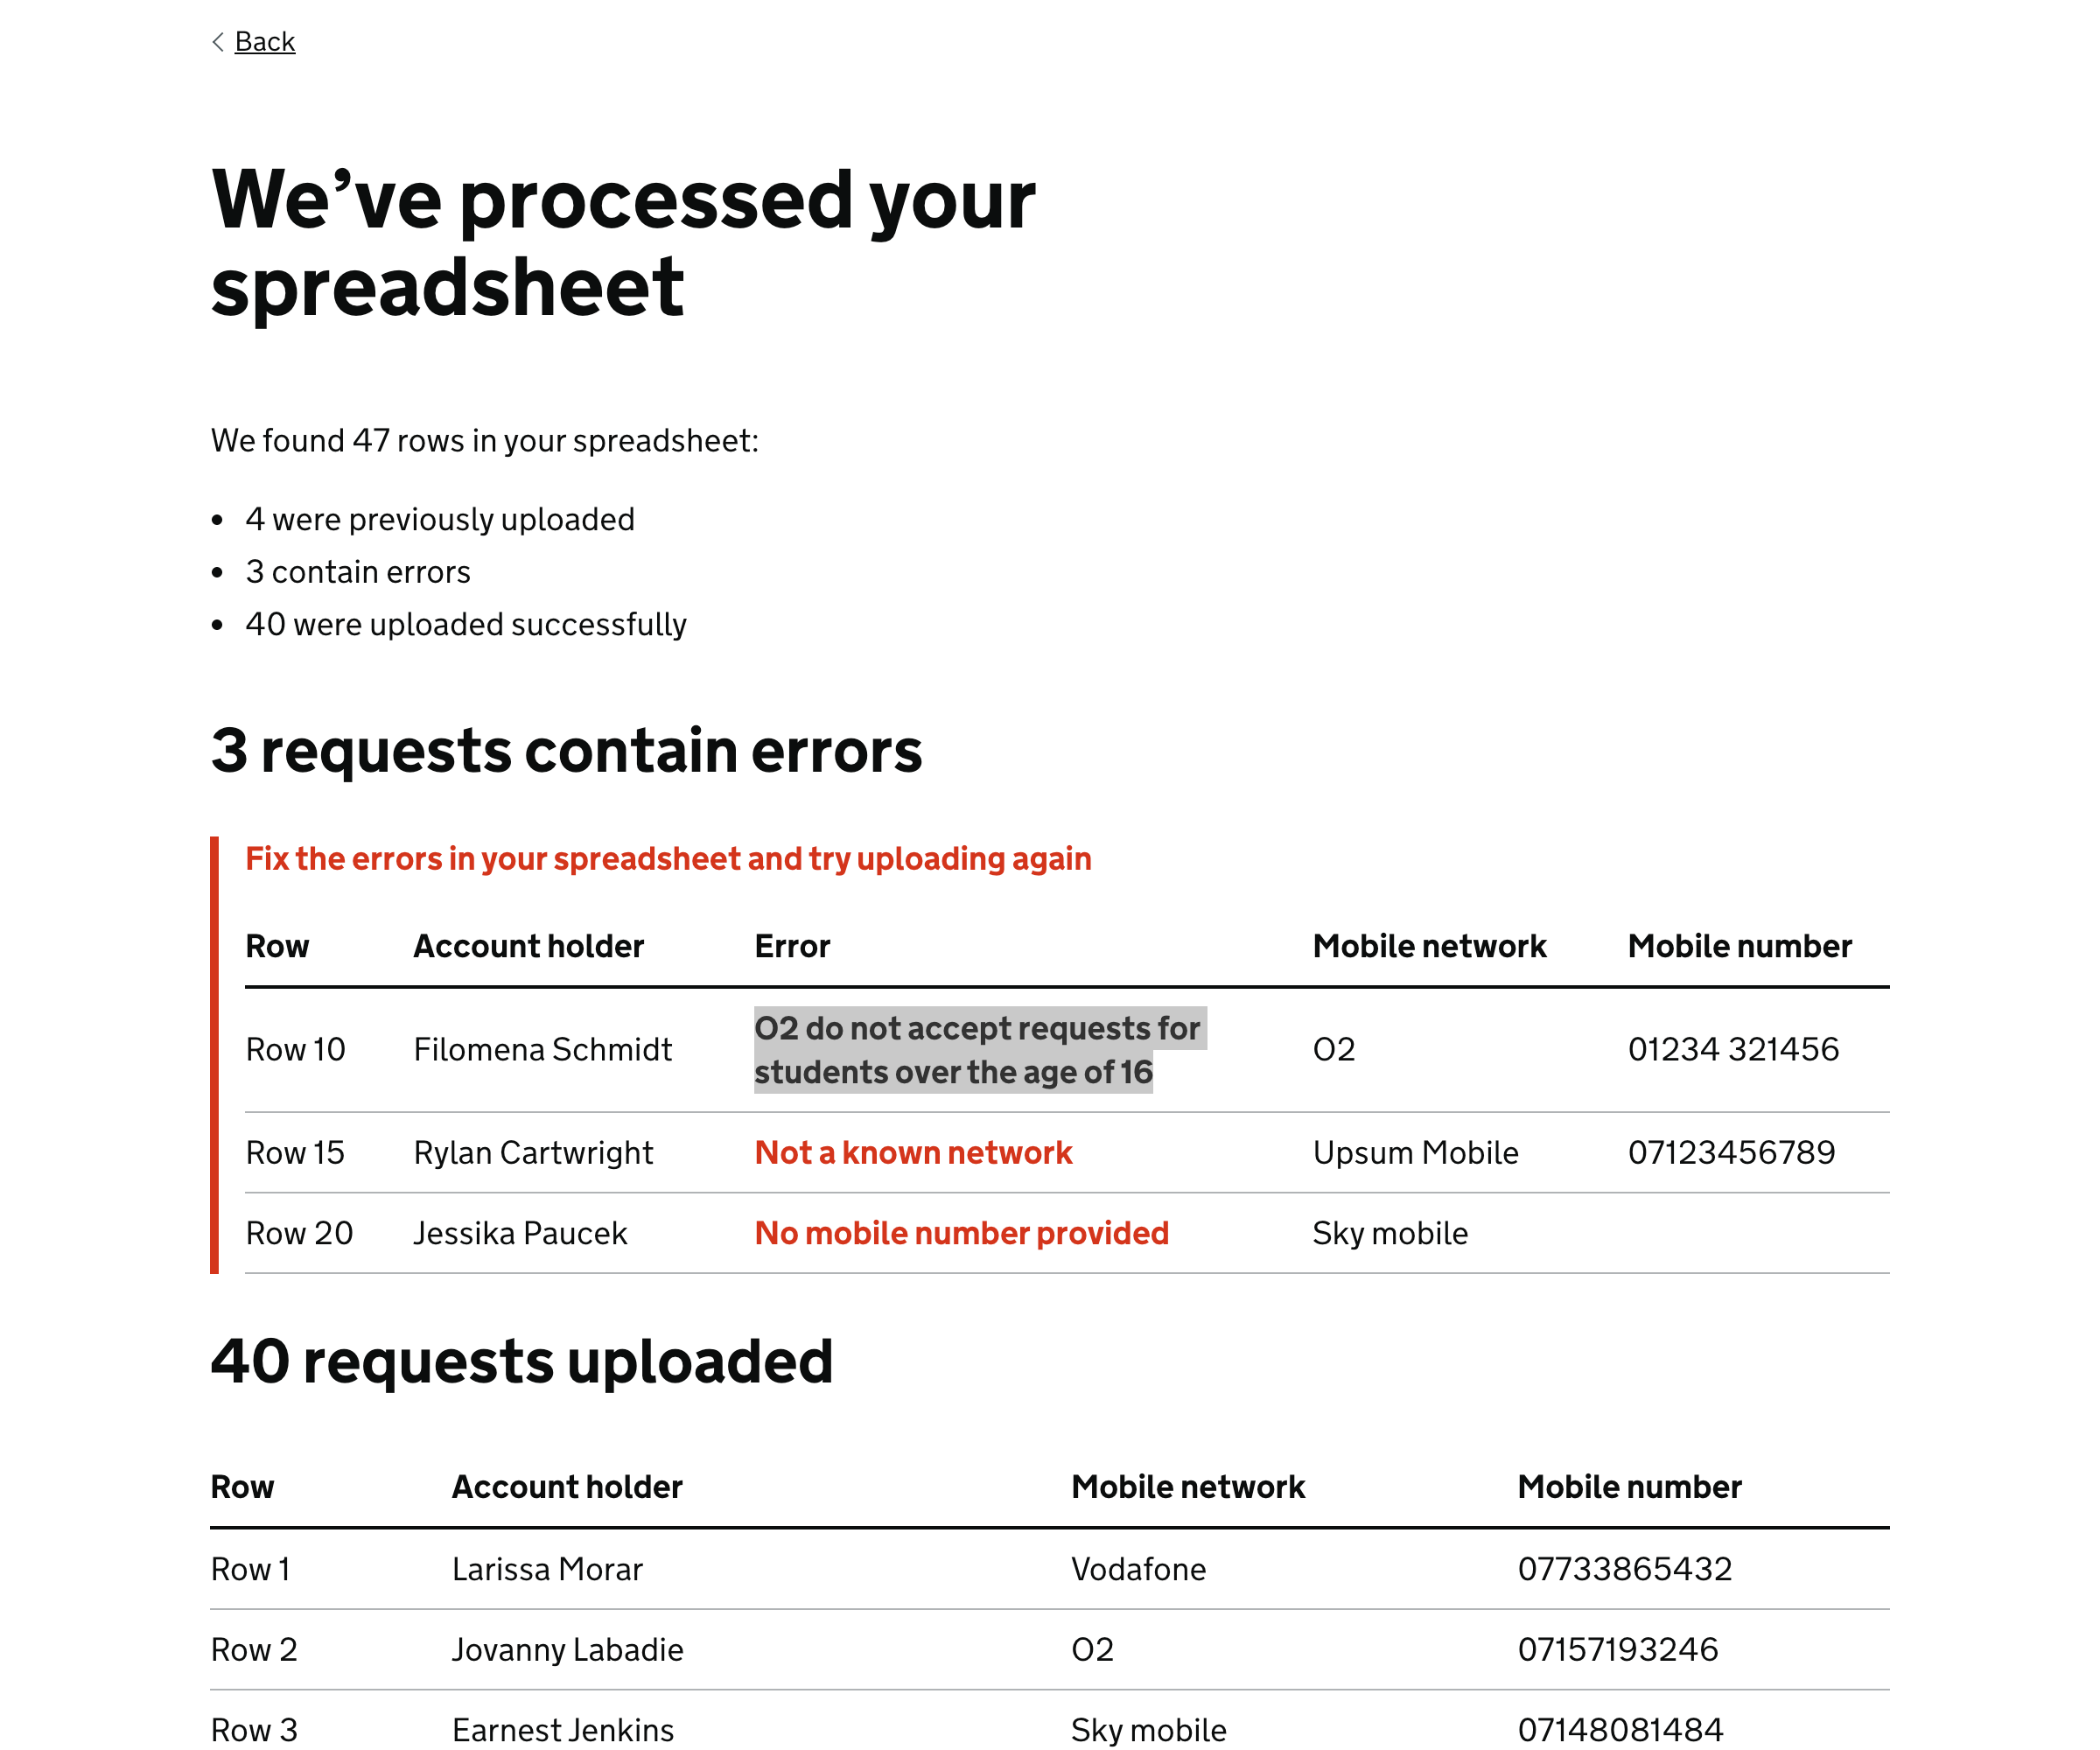 Back
We’ve processed your
spreadsheet
We found 47 rows in your spreadsheet:
• 4 were previously uploaded
• 3 contain errors
• 40 were uploaded successfully
3 requests contain errors
Fix the errors in your spreadsheet and try uploading again
Row Account holder Error Mobile network Mobile number
Row 10 Filomena Schmidt O2 do not accept requests for students over the age of 16 O2 01234 321456
Row 15 Rylan Cartwright Not a known network Upsum Mobile 07123456789
Row 20 Jessika Paucek No mobile number provided Sky mobile
40 requests uploaded
Row Account holder Mobile network Mobile number
Row 1 Larissa Morar Vodafone 07733865432
Row 2 Jovanny Labadie O2 07157193246
Row 3 Earnest Jenkins Sky mobile 07148081484